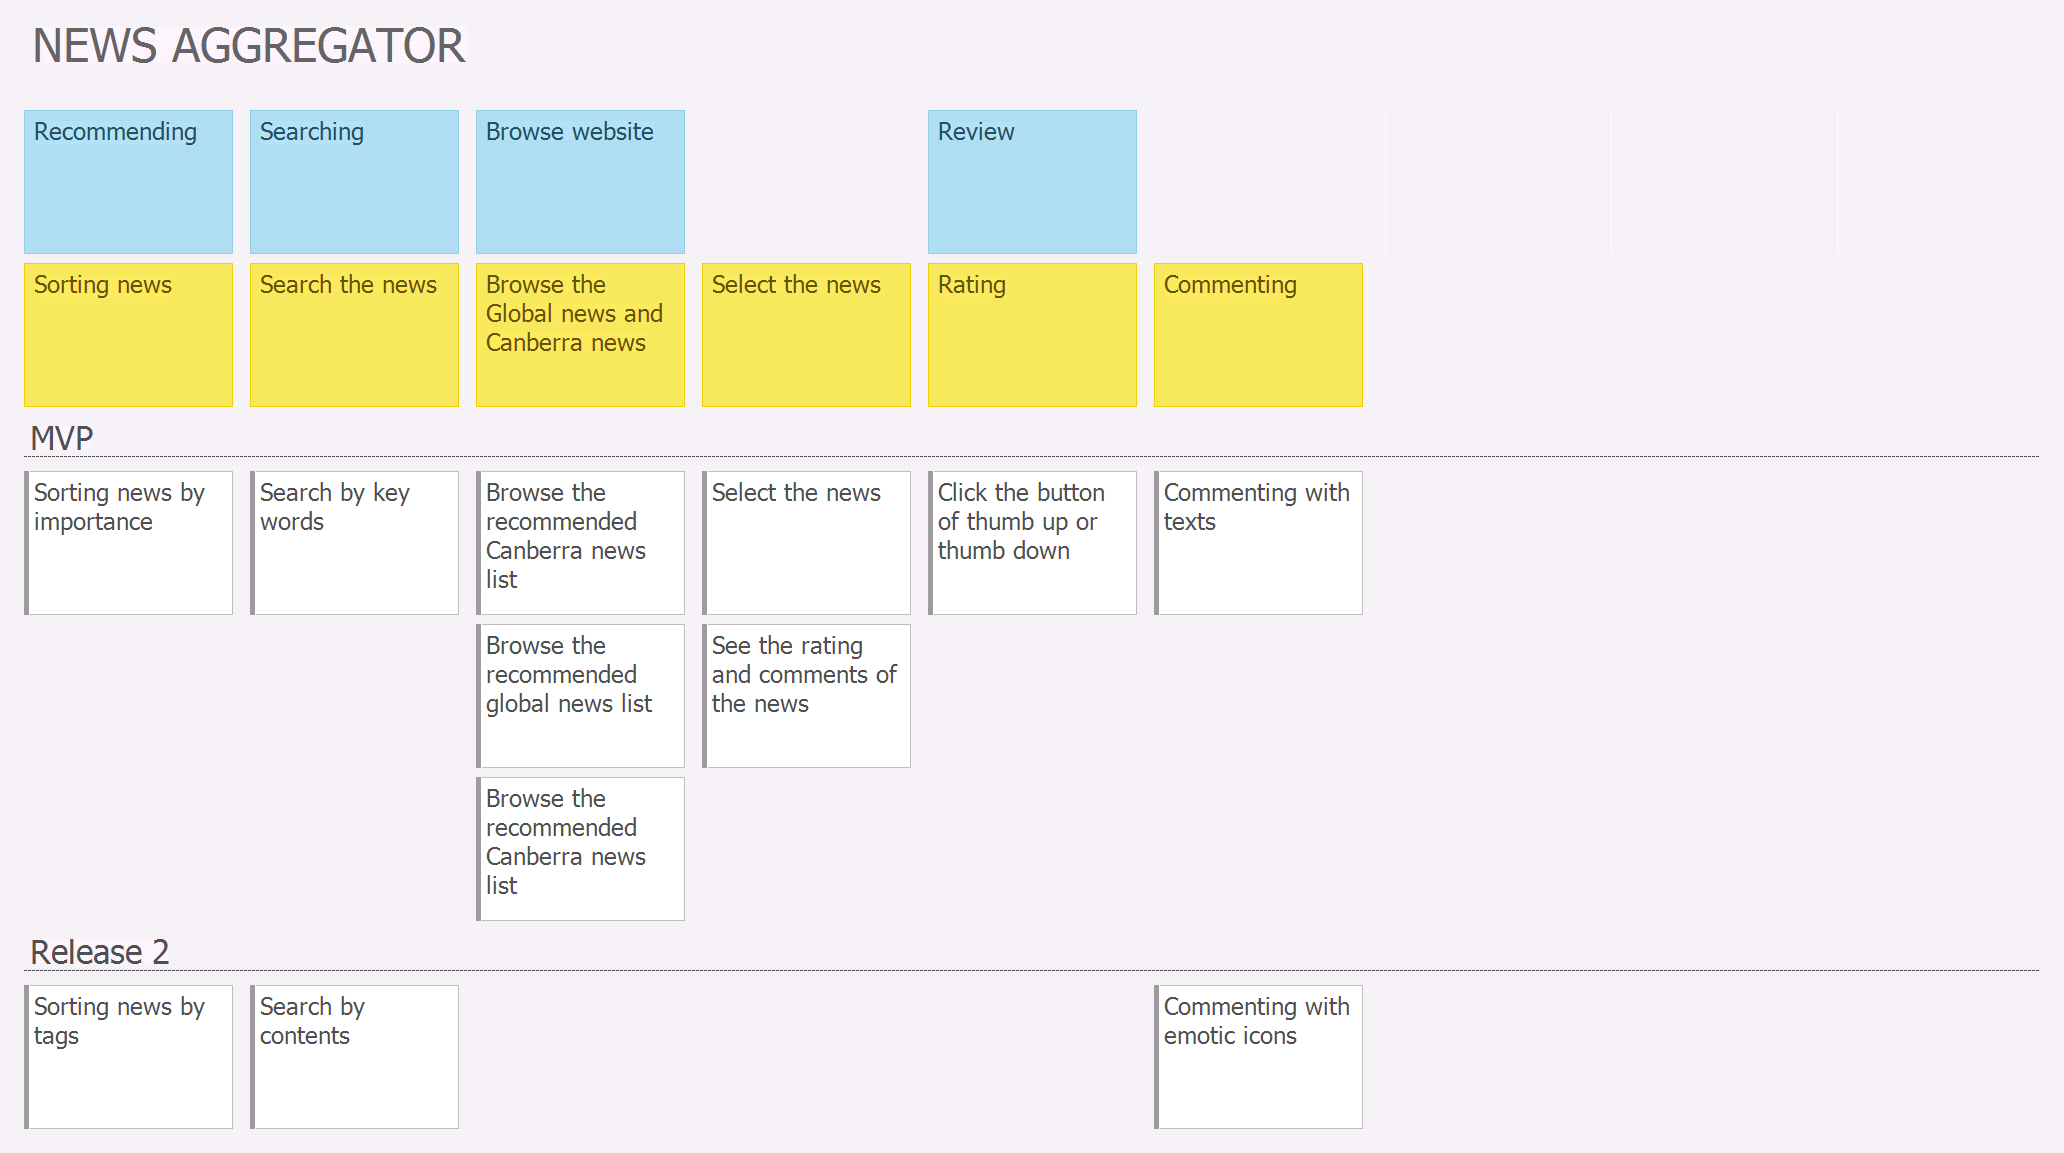 NEWS AGGREGATOR
Recommending
Searching
Browse website
Review
Sorting news
Search the news
Browse the
Global news and
Canberra news
Select the news
Rating
Commenting
MVP
Sorting news by
importance
Search by key
words
Browse the
recommended
Canberra news
list
Select the news
Click the button
of thumb up or
thumb down
Commenting with
texts
Browse the
recommended
global news list
See the rating
and comments of
the news
Browse the
recommended
Canberra news
list
Release 2
Sorting news by
tags
Search by
contents
Commenting with
emotic icons